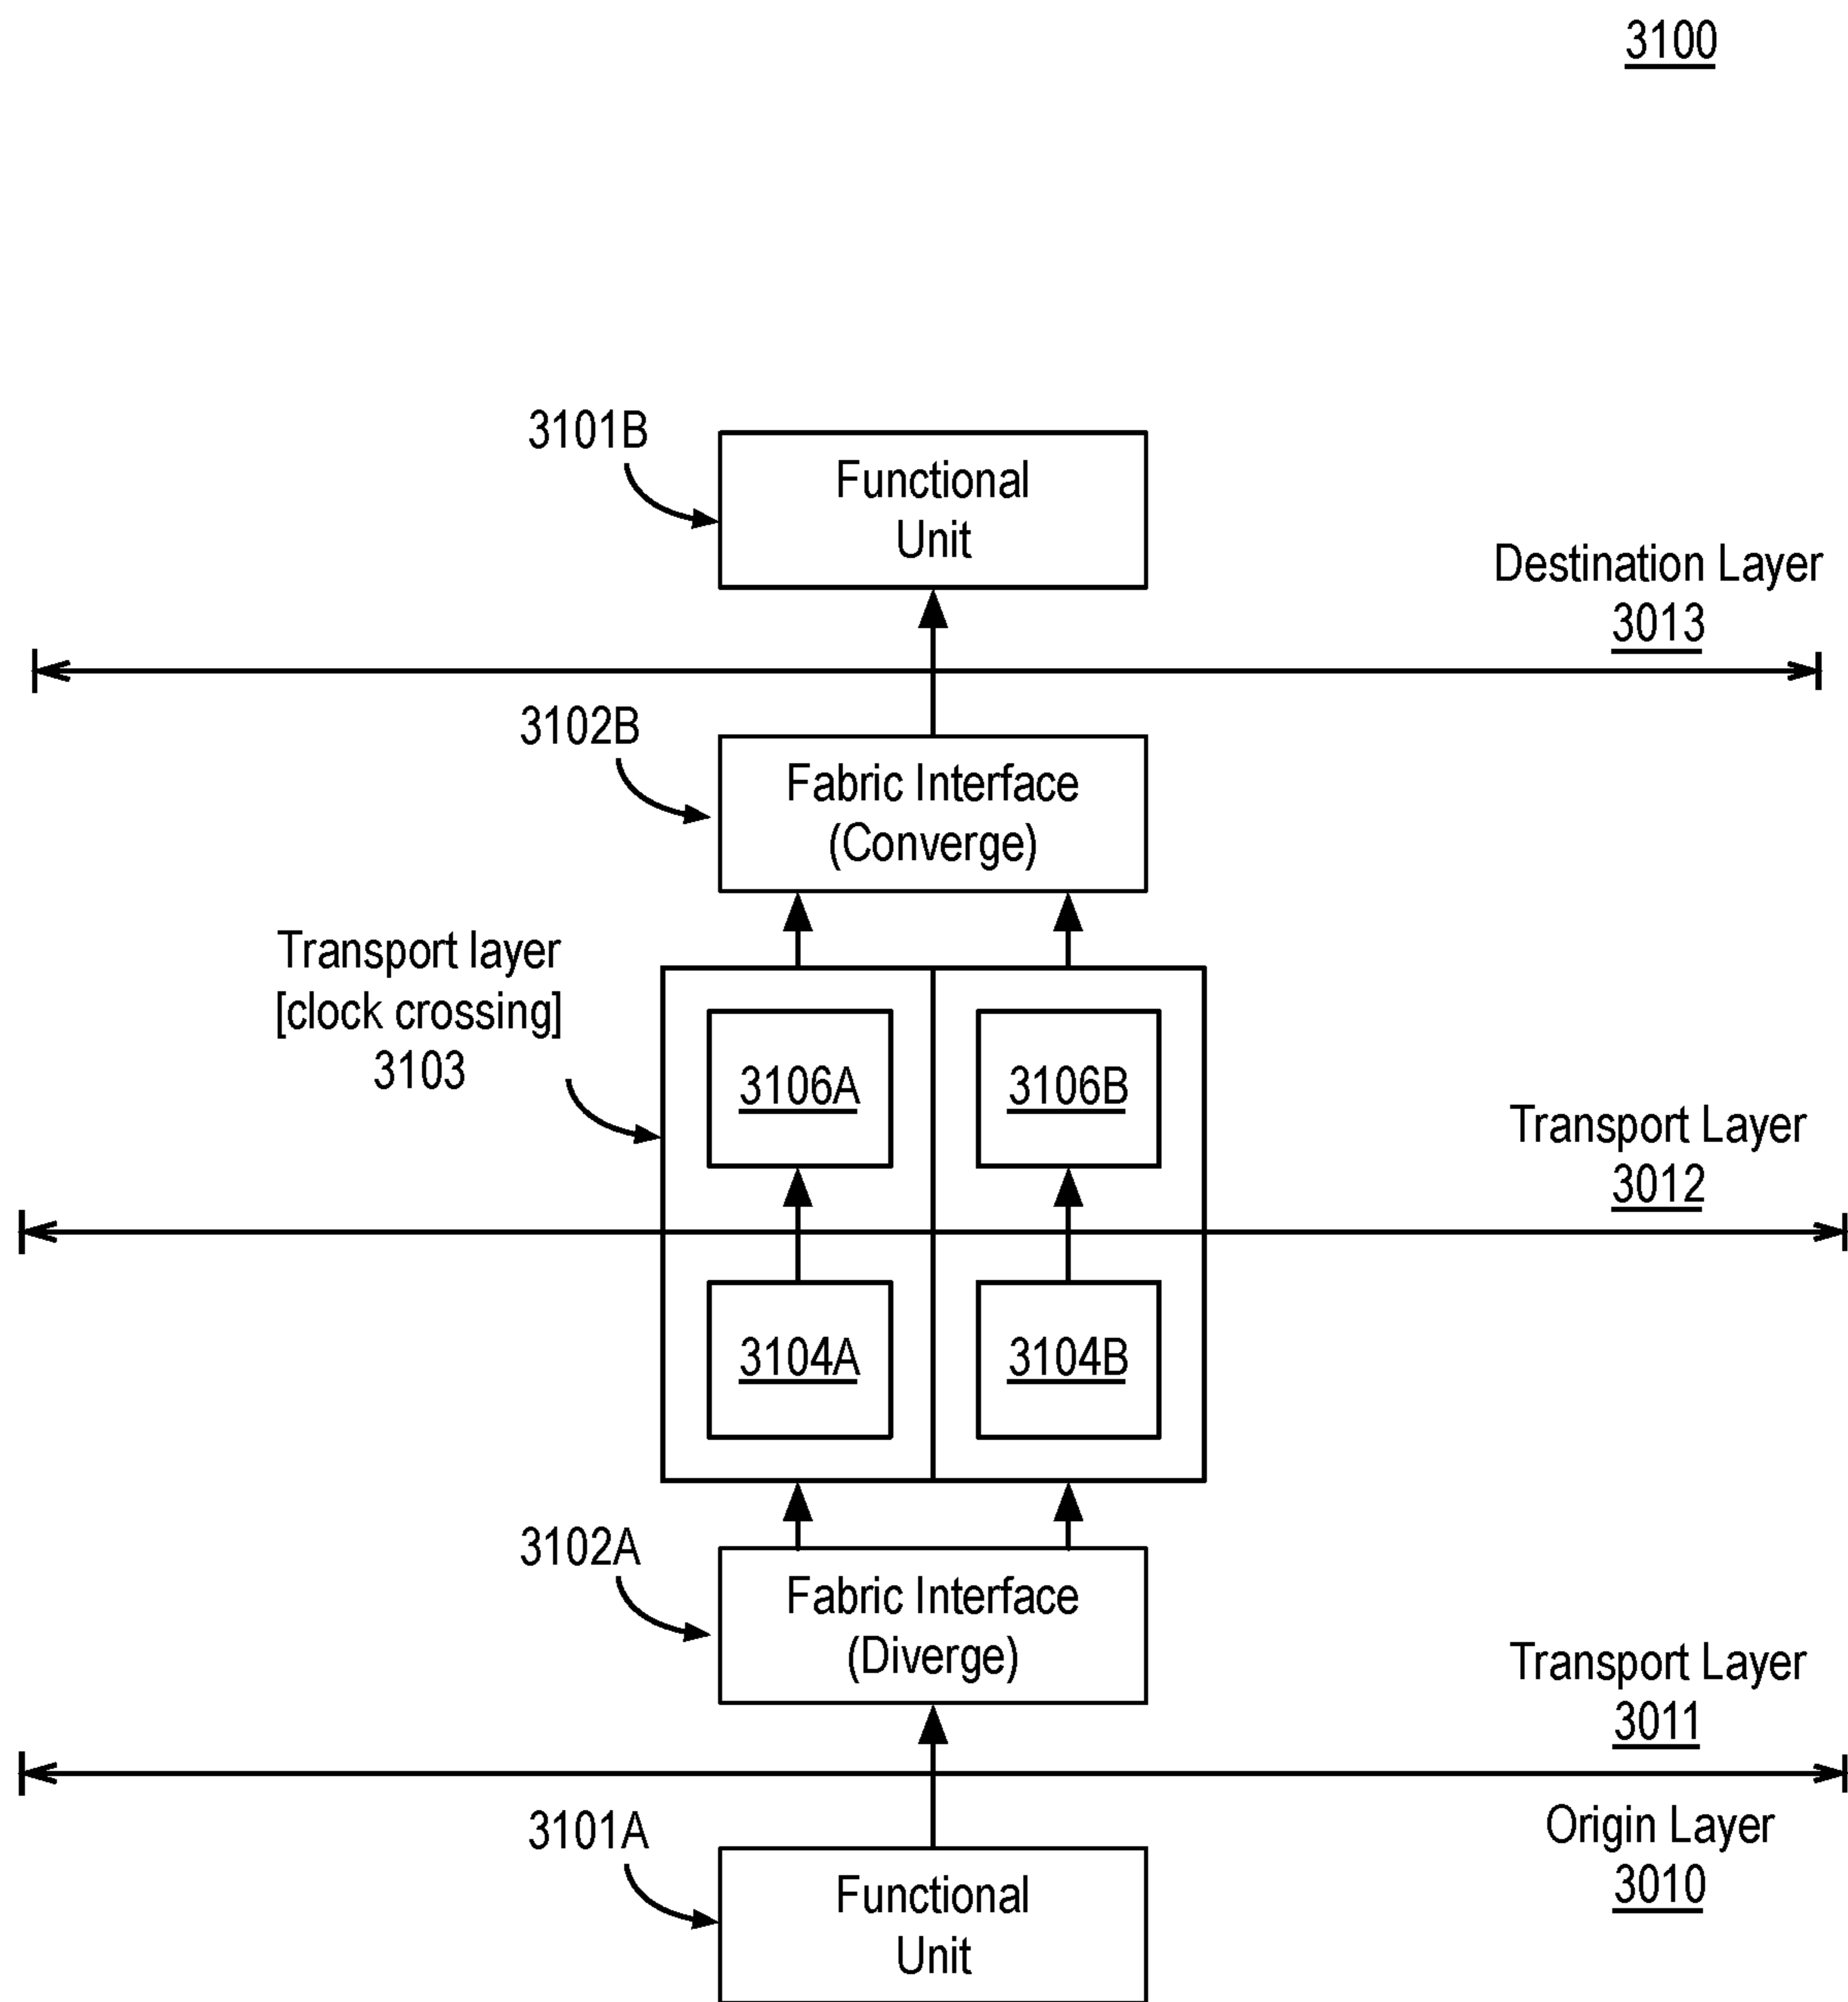 3100
3101B
Functional
Unit
Destination Layer
3013
3102B
Fabric Interface
(Converge)
Transport layer
[clock crossing]
3103
3106A
3106B
Transport Layer
3012
3104A
3104B
3102A
Fabric Interface
(Diverge)
Transport Layer
3011
Origin Layer
3010
3101A
Functional
Unit